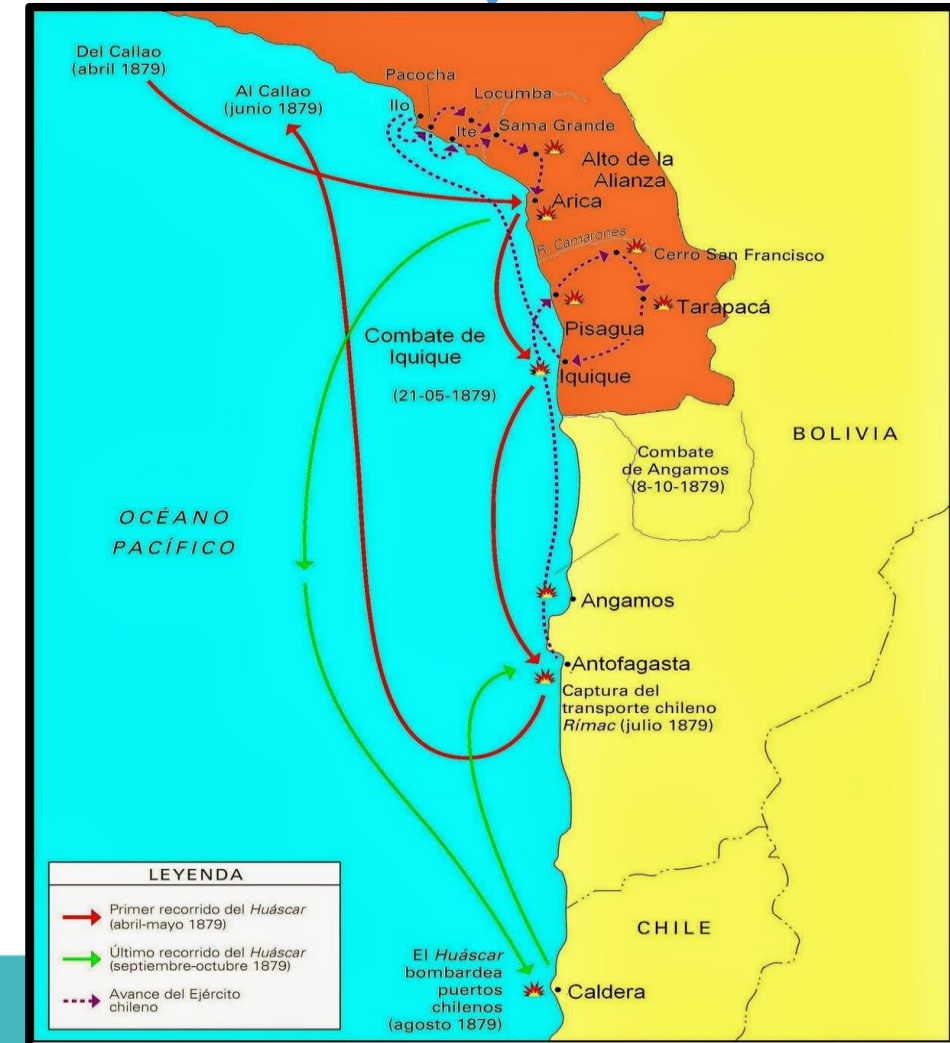 Del Callao
(abril 1879)
Al Callao
(junio 1879)
Pacocha
Ilo
Locumba
Ite
Sama Grande
Alto de la
Alianza
Arica
R. Camarones
Cerro San Francisco
Tarapacá
Pisagua
Combate de
Iquique
(21-05-1879)
Iquique
BOLIVIA
Combate
de Angamos
(8-10-1879)
OCÉANO
PACÍFICO
Angamos
Antofagasta
Captura del
transporte chileno
Rímac (julio 1879)
LEYENDA
Primer recorrido del Huáscar
(abril-mayo 1879)
Último recorrido del Huáscar
(septiembre-octubre 1879)
Avance del Ejército
chileno
CHILE
El Huáscar
bombardea
puertos
chilenos
(agosto 1879)
Caldera